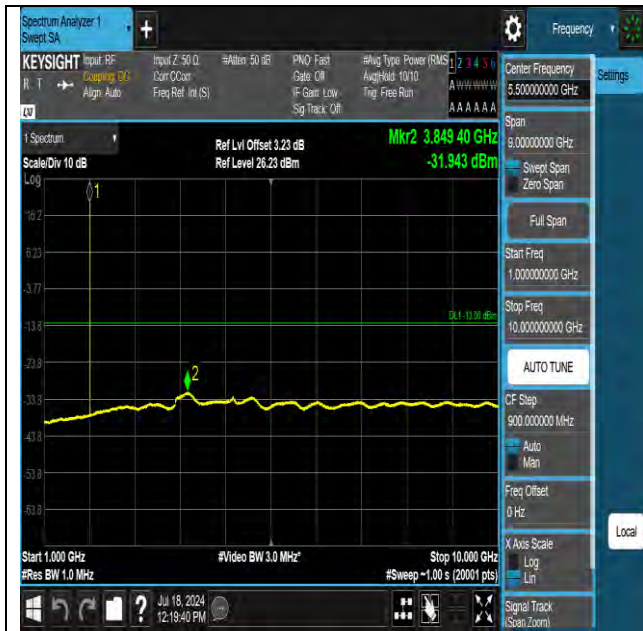 Spectrum Analyzer 1
Swept SA
+
Frequency
KEYSIGHT
R T
Input: RF
Coupling: DC
Align: Auto
Input Z: 50 Ω
Corr CCorr
Freq Ref: Int (S)
#Atten: 50 dB
PNO: Fast
Gate: Off
IF Gain: Low
Sig Track: Off
#Avg Type: Power (RMS)
Avg|Hold: 10/10
Trig: Free Run
1 2 3 4 5 6
A W W W W W
A A A A A A
1 Spectrum
Scale/Div 10 dB
Ref Lvl Offset 3.23 dB
Ref Level 26.23 dBm
Mkr2 3.849 40 GHz
-31.943 dBm
Log
1
16.2
6.23
-3.77
-13.8
DL1 -13.00 dBm
-23.8
2
-33.8
-43.8
-53.8
-63.8
Start 1.000 GHz
#Res BW 1.0 MHz
#Video BW 3.0 MHz*
Stop 10.000 GHz
#Sweep ~1.00 s (20001 pts)
?
Jul 18, 2024
12:19:40 PM
Center Frequency
5.500000000 GHz
Settings
Span
9.00000000 GHz
Swept Span
Zero Span
Full Span
Start Freq
1.000000000 GHz
Stop Freq
10.00000000 GHz
AUTO TUNE
CF Step
900.000000 MHz
Auto
Man
Freq Offset
0 Hz
Local
X Axis Scale
Log
Lin
Signal Track
(Span Zoom)